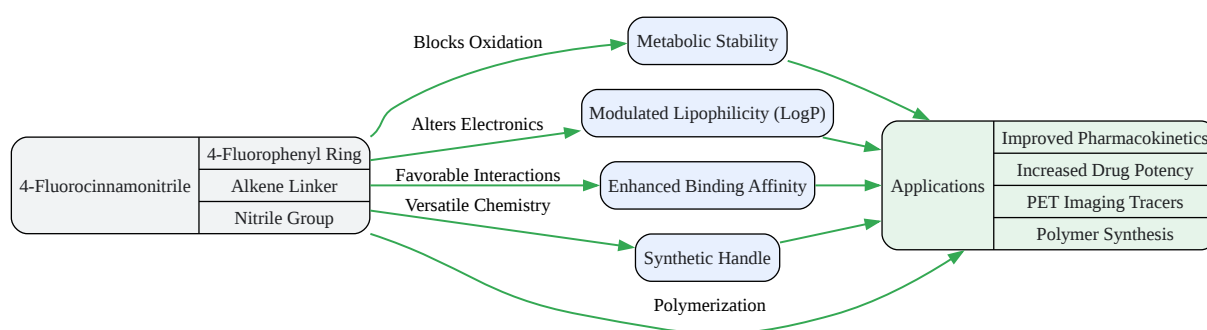 Blocks Oxidation
Metabolic Stability
Alters Electronics
Modulated Lipophilicity (LogP)
4-Fluorocinnamonitrile
4-Fluorophenyl Ring
Alkene Linker
Nitrile Group
Favorable Interactions
Enhanced Binding Affinity
Versatile Chemistry
Synthetic Handle
Polymerization
Applications
Improved Pharmacokinetics
Increased Drug Potency
PET Imaging Tracers
Polymer Synthesis